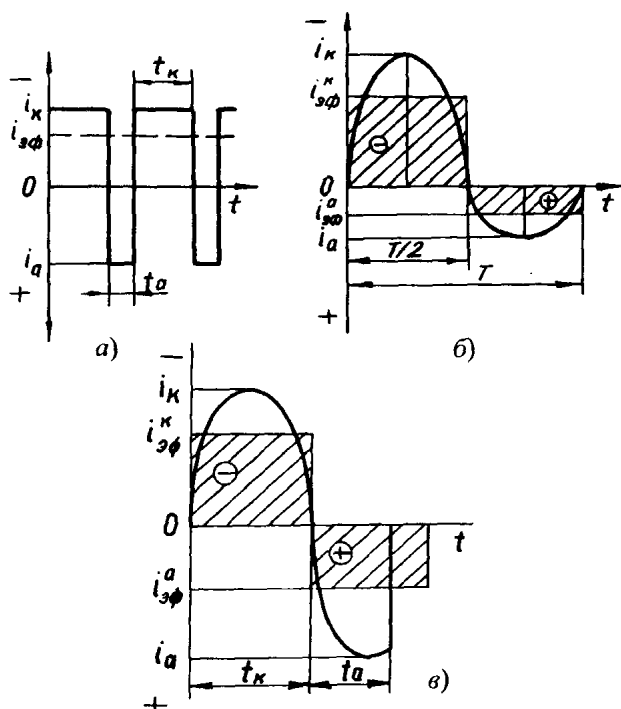 −
tк
iк
iэф
0
t
iа
tа
+
а)
−
iк
iкэф
−
0
t
+
iаэф
iа
T/2
T
+
б)
−
iк
iкэф
−
0
t
+
iаэф
iа
tк
tа
+
в)